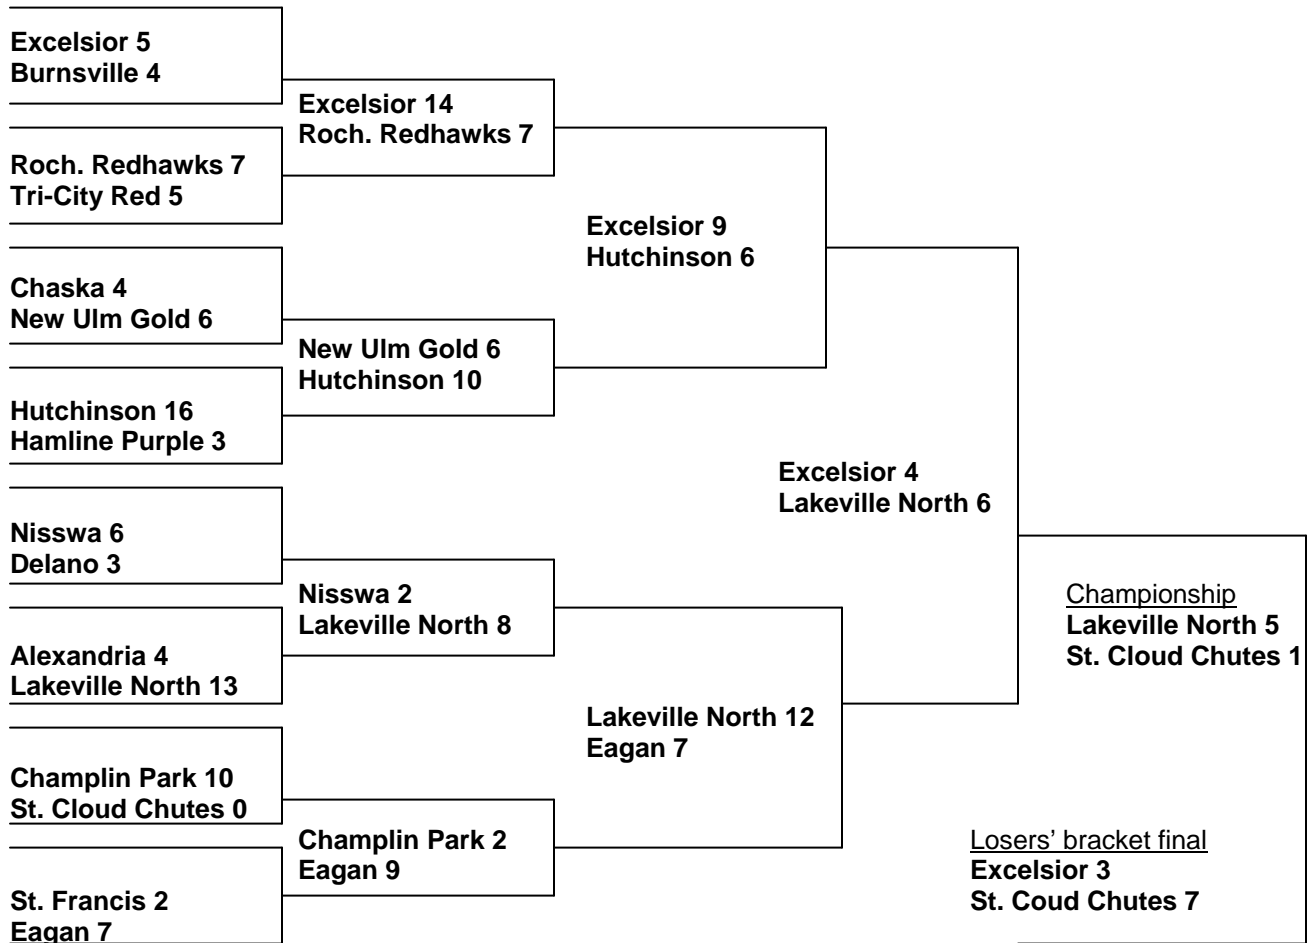 Excelsior 5
Burnsville 4
Roch. Redhawks 7
Tri-City Red 5
Chaska 4
New Ulm Gold 6
Hutchinson 16
Hamline Purple 3
Nisswa 6
Delano 3
Alexandria 4
Lakeville North 13
Champlin Park 10
St. Cloud Chutes 0
St. Francis 2
Eagan 7
Excelsior 14
Roch. Redhawks 7
New Ulm Gold 6
Hutchinson 10
Nisswa 2
Lakeville North 8
Champlin Park 2
Eagan 9
Excelsior 9
Hutchinson 6
Lakeville North 12
Eagan 7
Excelsior 4
Lakeville North 6
Championship
Lakeville North 5
St. Cloud Chutes 1
Losers’ bracket final
Excelsior 3
St. Coud Chutes 7